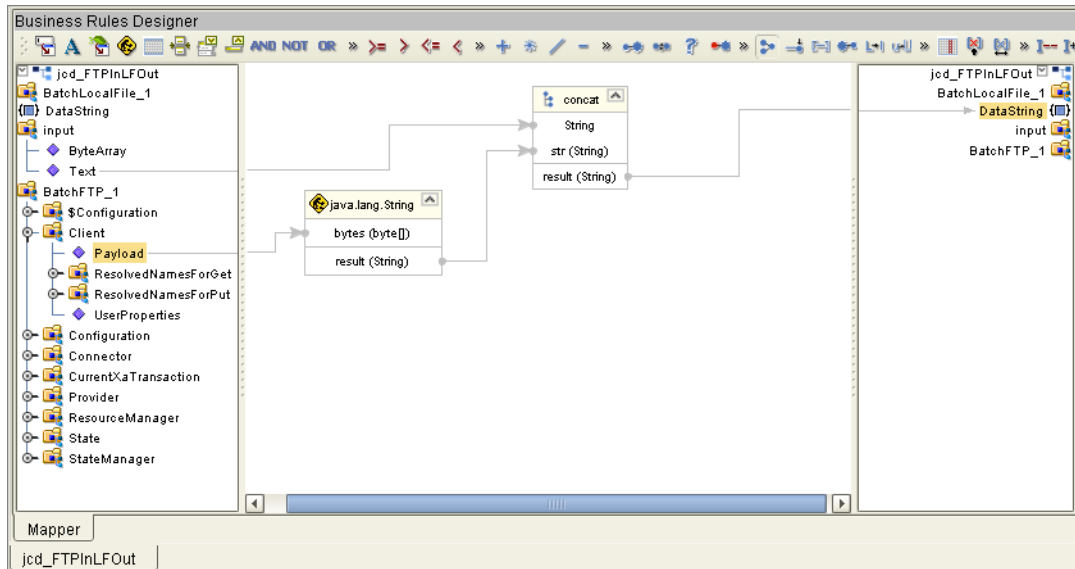 Business Rules Designer
A AND NOT OR » >= > <= < » + * / - » ? » » I-- I+
jcd_FTPInLFOut
BatchLocalFile_1
{ } DataString
input
ByteArray
Text
BatchFTP_1
$Configuration
Client
Payload
ResolvedNamesForGet
ResolvedNamesForPut
UserProperties
Configuration
Connector
CurrentXaTransaction
Provider
ResourceManager
State
StateManager
concat
String
str (String)
result (String)
java.lang.String
bytes (byte[])
result (String)
jcd_FTPInLFOut
BatchLocalFile_1
DataString { }
input
BatchFTP_1
Mapper
jcd_FTPInLFOut